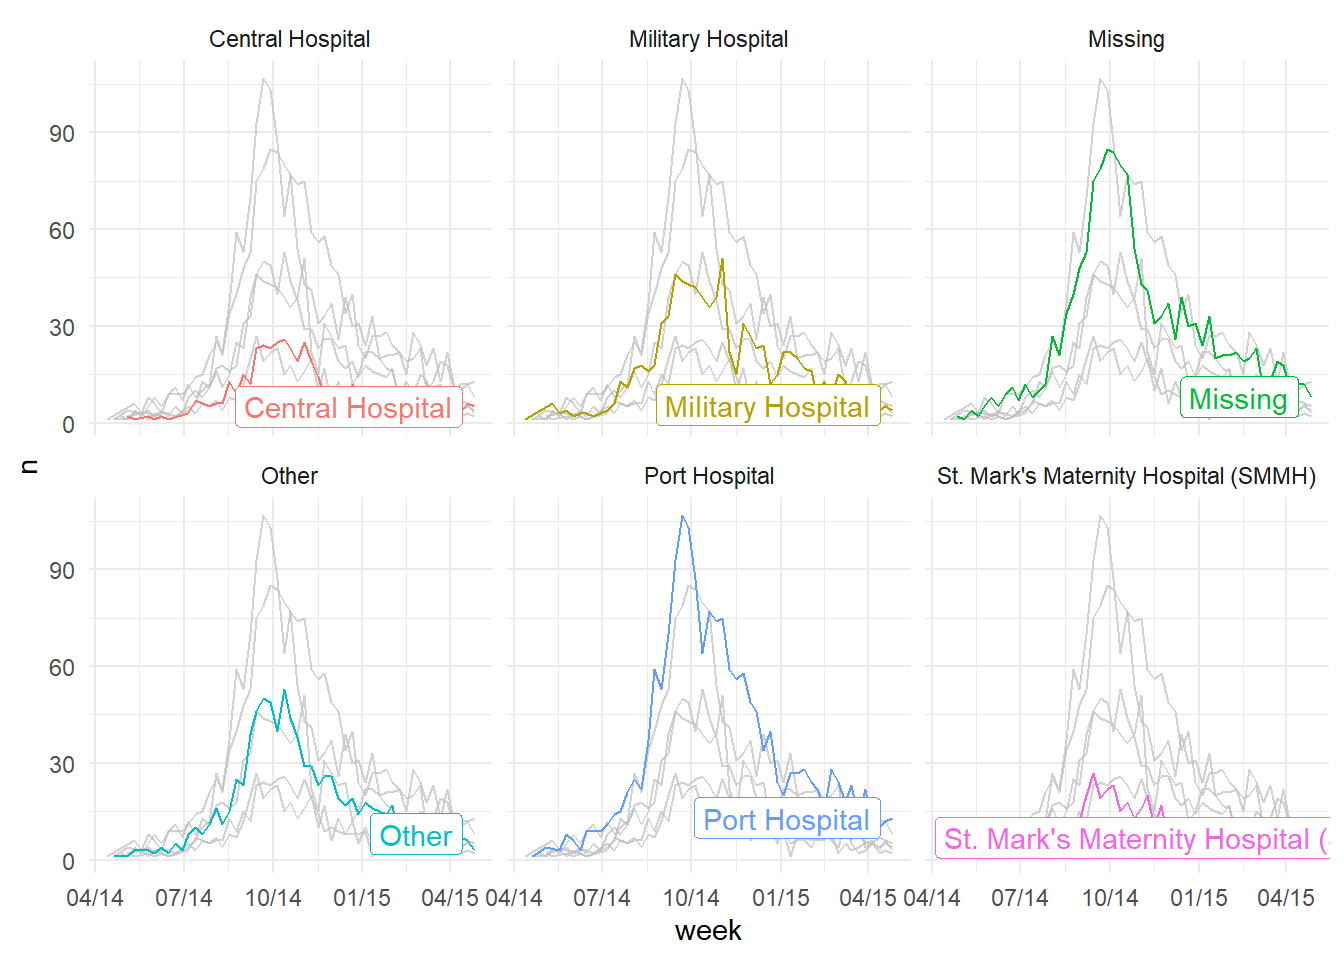 Central Hospital
Military Hospital
Missing
90
60
30
0
Central Hospital
Military Hospital
Missing
n
Other
Port Hospital
St. Mark's Maternity Hospital (SMMH)
90
60
30
0
Other
Port Hospital
St. Mark's Maternity Hospital (
04/14 07/14 10/14 01/15 04/15 04/14 07/14 10/14 01/15 04/15 04/14 07/14 10/14 01/15 04/15
week